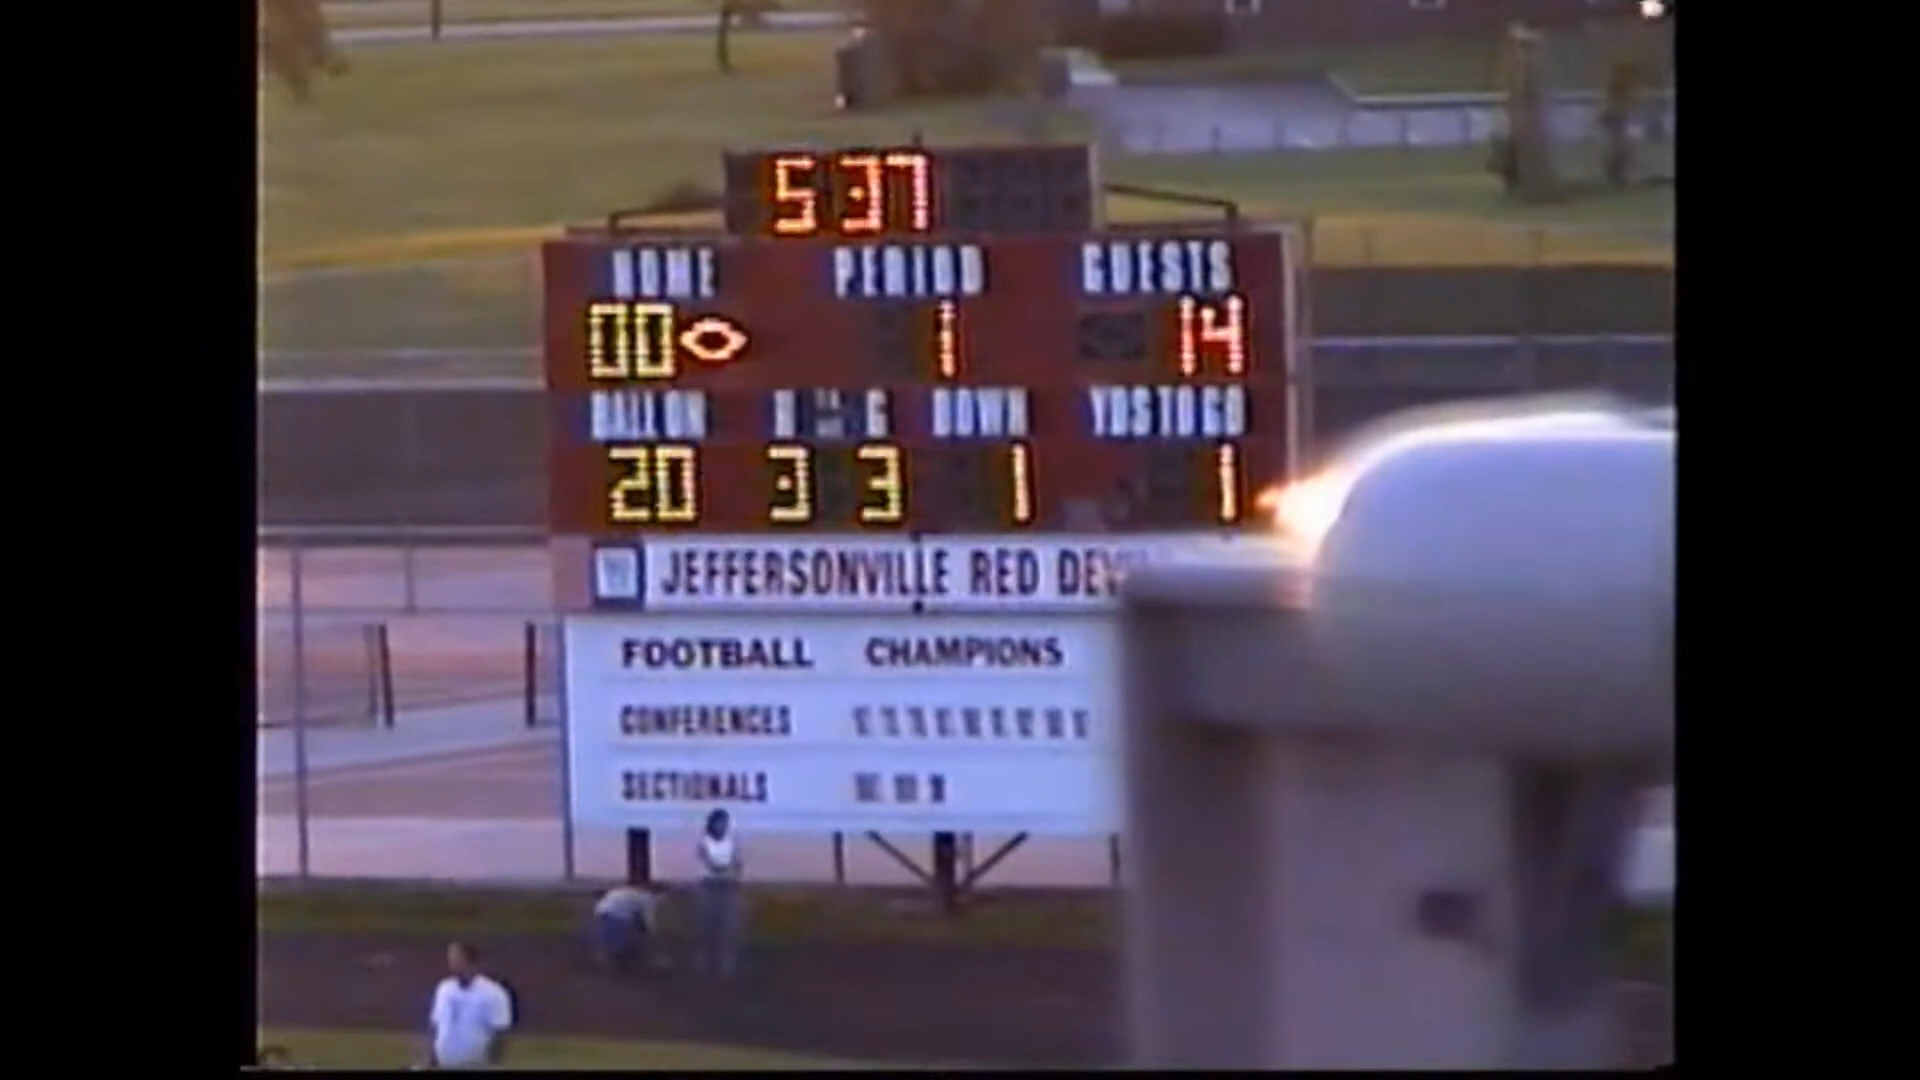 5:37
HOME PERIOD GUESTS
00 1 14
BALL ON H G DOWN YDS TO GO
20 3 3 1 1
JEFFERSONVILLE RED
FOOTBALL CHAMPIONS
CONFERENCES
SECTIONALS